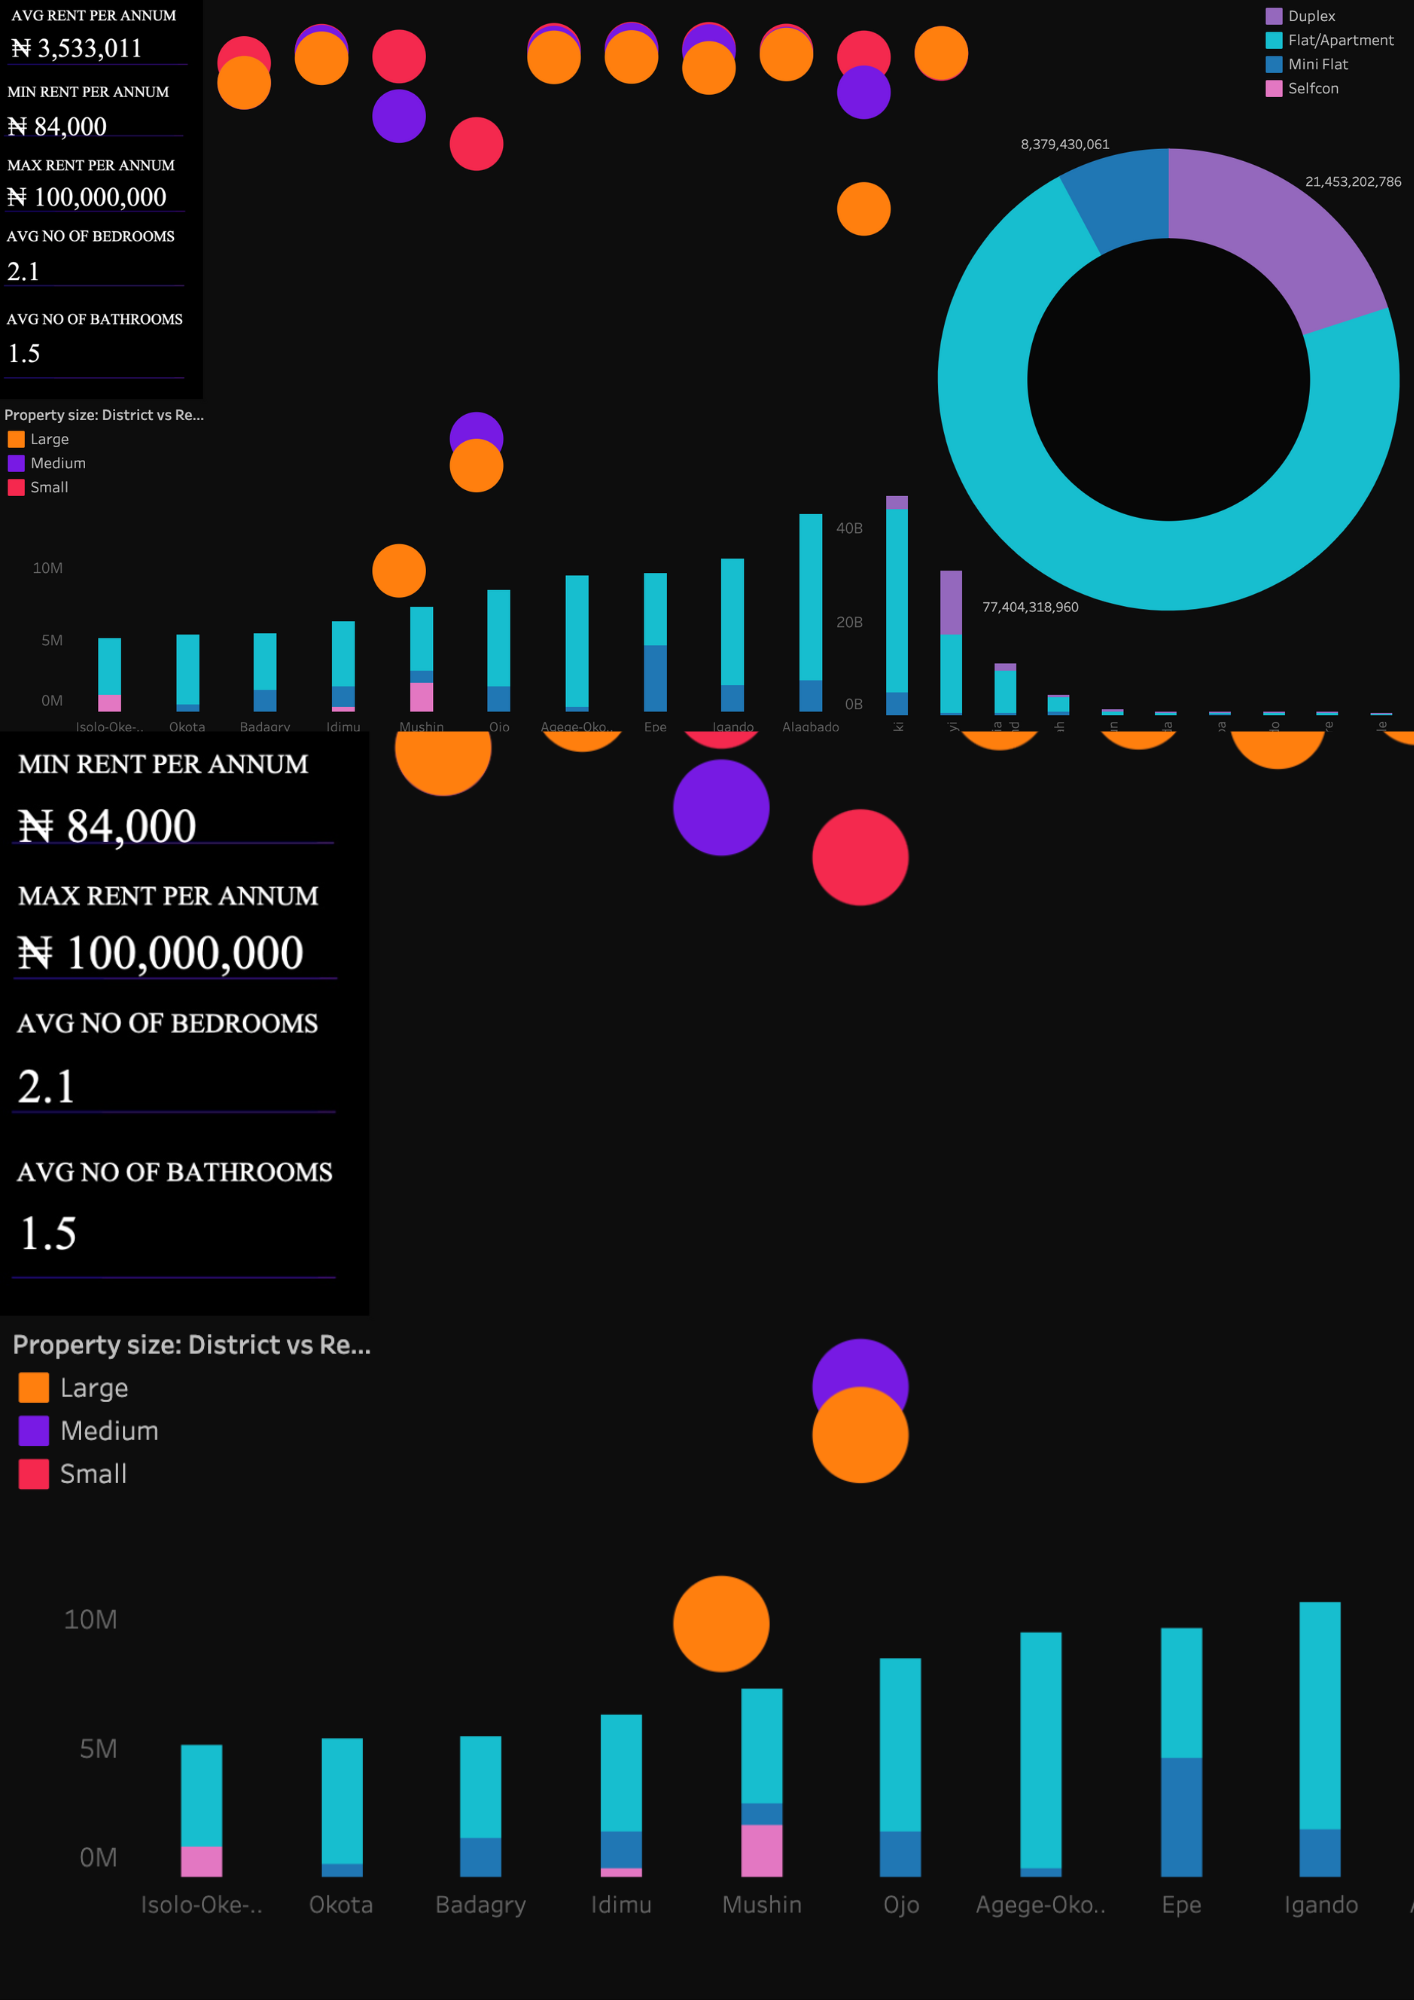 AVG RENT PER ANNUM
₦ 3,533,011
MIN RENT PER ANNUM
₦ 84,000
MAX RENT PER ANNUM
₦ 100,000,000
AVG NO OF BEDROOMS
2.1
AVG NO OF BATHROOMS
1.5
Property size: District vs Re...
Large
Medium
Small
Duplex
Flat/Apartment
Mini Flat
Selfcon
8,379,430,061
21,453,202,786
77,404,318,960
10M
5M
0M
Isolo-Oke-..
Okota
Badagry
Idimu
Mushin
Ojo
Agege-Oko..
Epe
Igando
Alagbado
40B
20B
0B
ki
yi
MIN RENT PER ANNUM
₦ 84,000
MAX RENT PER ANNUM
₦ 100,000,000
AVG NO OF BEDROOMS
2.1
AVG NO OF BATHROOMS
1.5
Property size: District vs Re...
Large
Medium
Small
10M
5M
0M
Isolo-Oke-..
Okota
Badagry
Idimu
Mushin
Ojo
Agege-Oko..
Epe
Igando